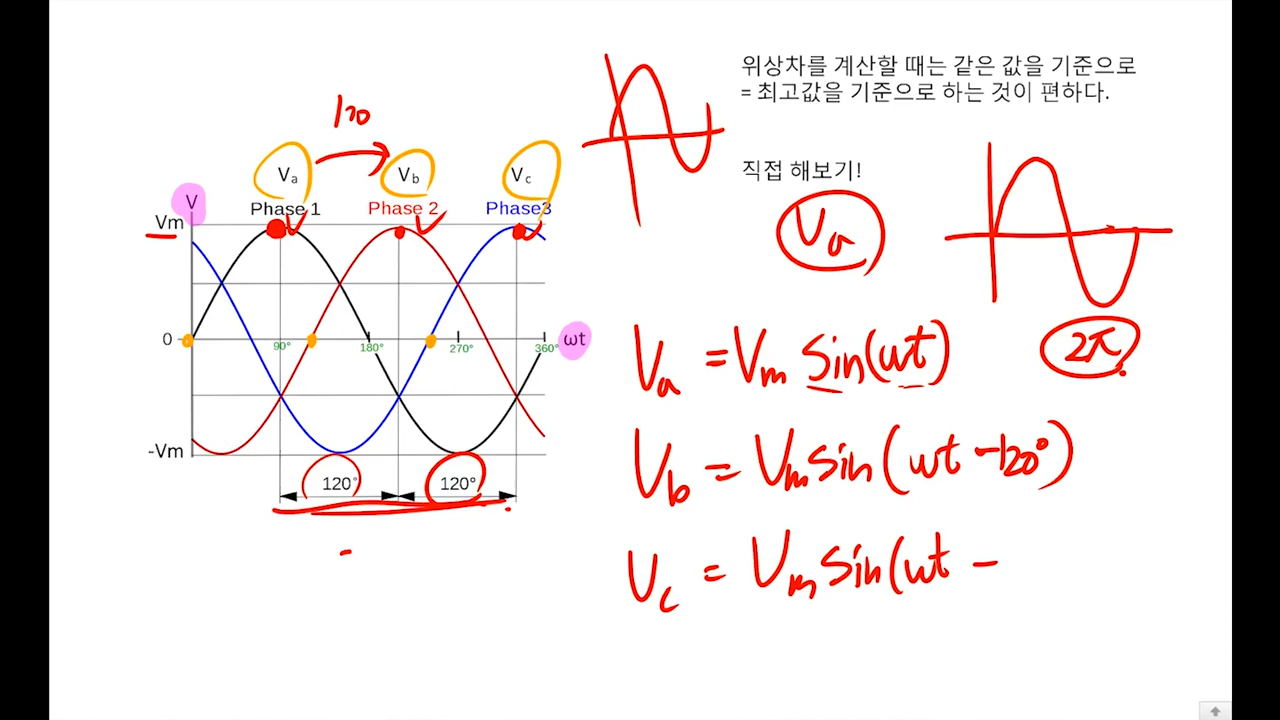 위상차를 계산할 때는 같은 값을 기준으로
= 최고값을 기준으로 하는 것이 편하다.
직접 해보기!
120
Va Vb Vc
Phase 1 Phase 2 Phase3
V
Vm
0
-Vm
90° 180° 270° 360° ωt
120° 120°
Va
2π
Va = Vm sin(ωt)
Vb = Vm sin(ωt -120°)
Vc = Vm sin(ωt -